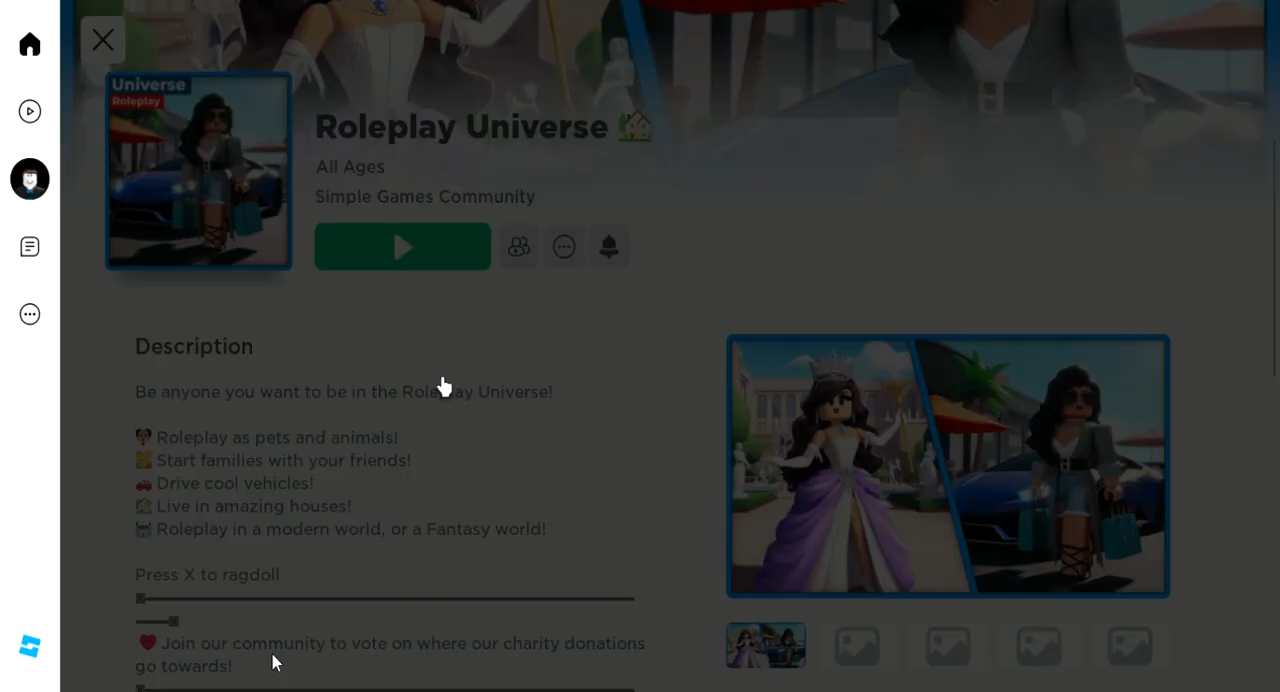 Universe
Roleplay
Roleplay Universe
All Ages
Simple Games Community
Description
Be anyone you want to be in the Roleplay Universe!
Roleplay as pets and animals!
Start families with your friends!
Drive cool vehicles!
Live in amazing houses!
Roleplay in a modern world, or a Fantasy world!
Press X to ragdoll
Join our community to vote on where our charity donations
go towards!